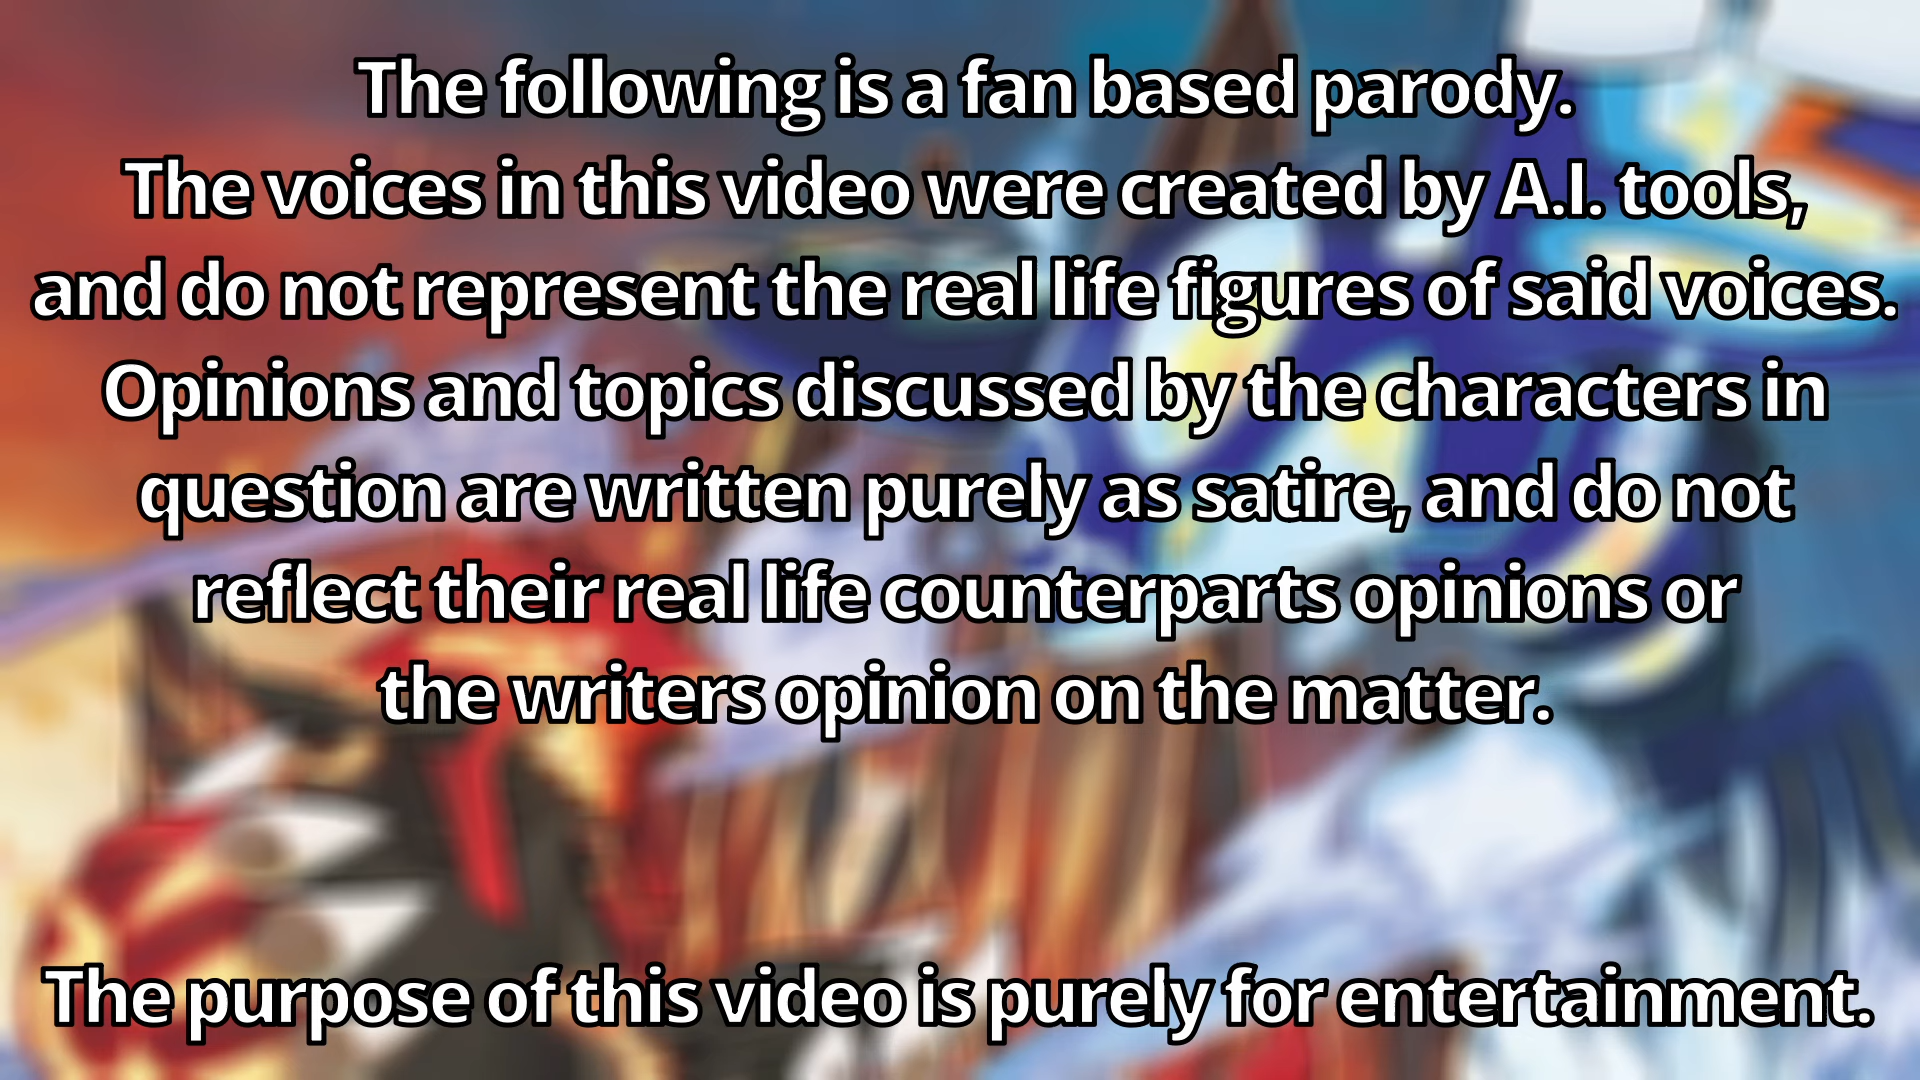 The following is a fan based parody.
The voices in this video were created by A.I. tools,
and do not represent the real life figures of said voices.
Opinions and topics discussed by the characters in
question are written purely as satire, and do not
reflect their real life counterparts opinions or
the writers opinion on the matter.
The purpose of this video is purely for entertainment.